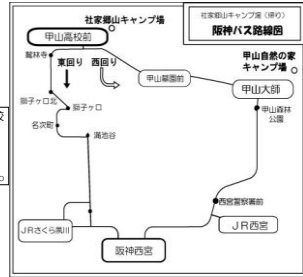 社家郷山キャンプ場（帰り）
阪神バス路線図
社家郷山キャンプ場
甲山高校前
鷲林寺
東回り
西回り
甲山墓園前
甲山自然の家
キャンプ場
甲山大師
獅子ヶ口北
獅子ヶ口
甲山森林
公園
名次町
満池谷
西宮警察署前
JRさくら夙川
阪神西宮
JR西宮